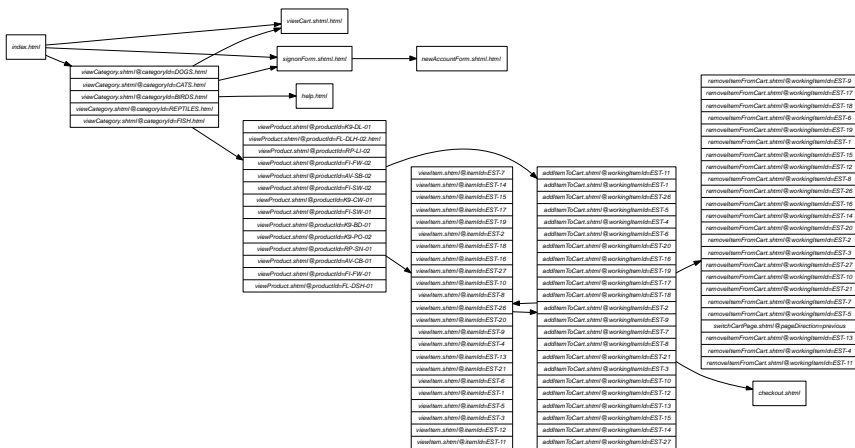 index.html
viewCart.shtml.html
signonForm.shtml.html
newAccountForm.shtml.html
viewCategory.shtml@categoryId=DOGS.html
viewCategory.shtml@categoryId=CATS.html
viewCategory.shtml@categoryId=BIRDS.html
viewCategory.shtml@categoryId=REPTILES.html
viewCategory.shtml@categoryId=FISH.html
help.html
viewProduct.shtml@productId=K9-DL-01
viewProduct.shtml@productId=FL-DLH-02.html
viewProduct.shtml@productId=RP-LI-02
viewProduct.shtml@productId=FI-FW-02
viewProduct.shtml@productId=AV-SB-02
viewProduct.shtml@productId=FI-SW-02
viewProduct.shtml@productId=K9-CW-01
viewProduct.shtml@productId=FI-SW-01
viewProduct.shtml@productId=K9-BD-01
viewProduct.shtml@productId=K9-PO-02
viewProduct.shtml@productId=RP-SN-01
viewProduct.shtml@productId=AV-CB-01
viewProduct.shtml@productId=FI-FW-01
viewProduct.shtml@productId=FL-DSH-01
viewItem.shtml@itemId=EST-7
viewItem.shtml@itemId=EST-14
viewItem.shtml@itemId=EST-15
viewItem.shtml@itemId=EST-17
viewItem.shtml@itemId=EST-19
viewItem.shtml@itemId=EST-2
viewItem.shtml@itemId=EST-18
viewItem.shtml@itemId=EST-16
viewItem.shtml@itemId=EST-27
viewItem.shtml@itemId=EST-10
viewItem.shtml@itemId=EST-8
viewItem.shtml@itemId=EST-26
viewItem.shtml@itemId=EST-20
viewItem.shtml@itemId=EST-9
viewItem.shtml@itemId=EST-4
viewItem.shtml@itemId=EST-13
viewItem.shtml@itemId=EST-21
viewItem.shtml@itemId=EST-6
viewItem.shtml@itemId=EST-1
viewItem.shtml@itemId=EST-5
viewItem.shtml@itemId=EST-3
viewItem.shtml@itemId=EST-12
viewItem.shtml@itemId=EST-11
addItemToCart.shtml@workingItemId=EST-11
addItemToCart.shtml@workingItemId=EST-1
addItemToCart.shtml@workingItemId=EST-26
addItemToCart.shtml@workingItemId=EST-5
addItemToCart.shtml@workingItemId=EST-4
addItemToCart.shtml@workingItemId=EST-6
addItemToCart.shtml@workingItemId=EST-20
addItemToCart.shtml@workingItemId=EST-16
addItemToCart.shtml@workingItemId=EST-19
addItemToCart.shtml@workingItemId=EST-17
addItemToCart.shtml@workingItemId=EST-18
addItemToCart.shtml@workingItemId=EST-2
addItemToCart.shtml@workingItemId=EST-9
addItemToCart.shtml@workingItemId=EST-7
addItemToCart.shtml@workingItemId=EST-8
addItemToCart.shtml@workingItemId=EST-21
addItemToCart.shtml@workingItemId=EST-3
addItemToCart.shtml@workingItemId=EST-10
addItemToCart.shtml@workingItemId=EST-12
addItemToCart.shtml@workingItemId=EST-13
addItemToCart.shtml@workingItemId=EST-15
addItemToCart.shtml@workingItemId=EST-14
addItemToCart.shtml@workingItemId=EST-27
removeItemFromCart.shtml@workingItemId=EST-9
removeItemFromCart.shtml@workingItemId=EST-17
removeItemFromCart.shtml@workingItemId=EST-18
removeItemFromCart.shtml@workingItemId=EST-6
removeItemFromCart.shtml@workingItemId=EST-19
removeItemFromCart.shtml@workingItemId=EST-1
removeItemFromCart.shtml@workingItemId=EST-15
removeItemFromCart.shtml@workingItemId=EST-12
removeItemFromCart.shtml@workingItemId=EST-8
removeItemFromCart.shtml@workingItemId=EST-26
removeItemFromCart.shtml@workingItemId=EST-16
removeItemFromCart.shtml@workingItemId=EST-14
removeItemFromCart.shtml@workingItemId=EST-20
removeItemFromCart.shtml@workingItemId=EST-2
removeItemFromCart.shtml@workingItemId=EST-3
removeItemFromCart.shtml@workingItemId=EST-27
removeItemFromCart.shtml@workingItemId=EST-10
removeItemFromCart.shtml@workingItemId=EST-21
removeItemFromCart.shtml@workingItemId=EST-7
removeItemFromCart.shtml@workingItemId=EST-5
switchCartPage.shtml@pageDirection=previous
removeItemFromCart.shtml@workingItemId=EST-13
removeItemFromCart.shtml@workingItemId=EST-4
removeItemFromCart.shtml@workingItemId=EST-11
checkout.shtml